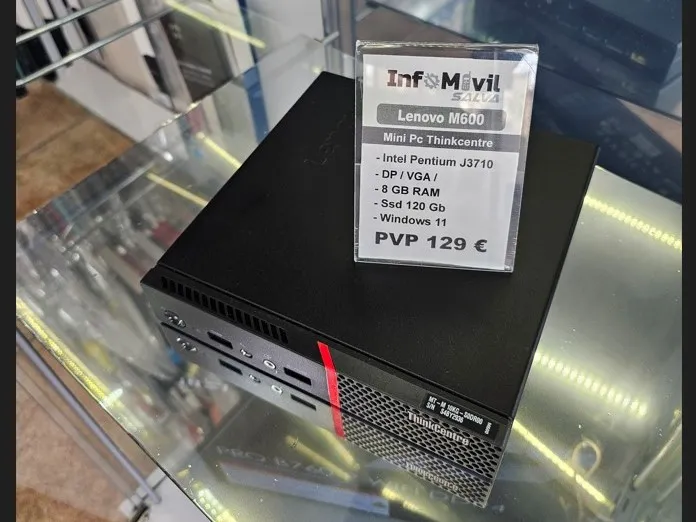 InfoMóvil
SALVA
Lenovo M600
Mini Pc Thinkcentre
- Intel Pentium J3710
- DP / VGA /
- 8 GB RAM
- Ssd 120 Gb
- Windows 11
PVP 129 €
Lenovo
ThinkCentre